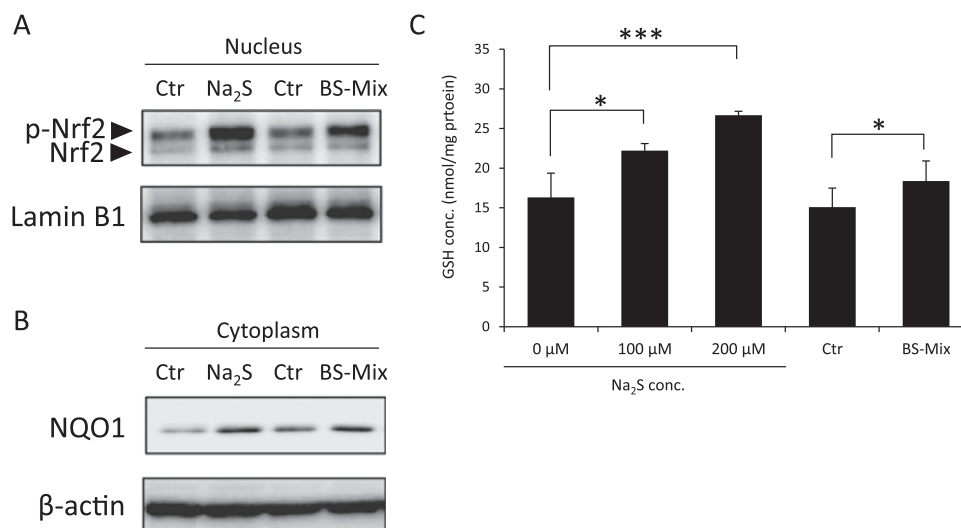 A
Nucleus
Ctr Na₂S Ctr BS-Mix
p-Nrf2
Nrf2
Lamin B1
B
Cytoplasm
Ctr Na₂S Ctr BS-Mix
NQO1
β-actin
C
GSH conc. (nmol/mg prtoein)
35
30
25
20
15
10
5
0
***
*
*
0 μM 100 μM 200 μM Ctr BS-Mix
Na₂S conc.